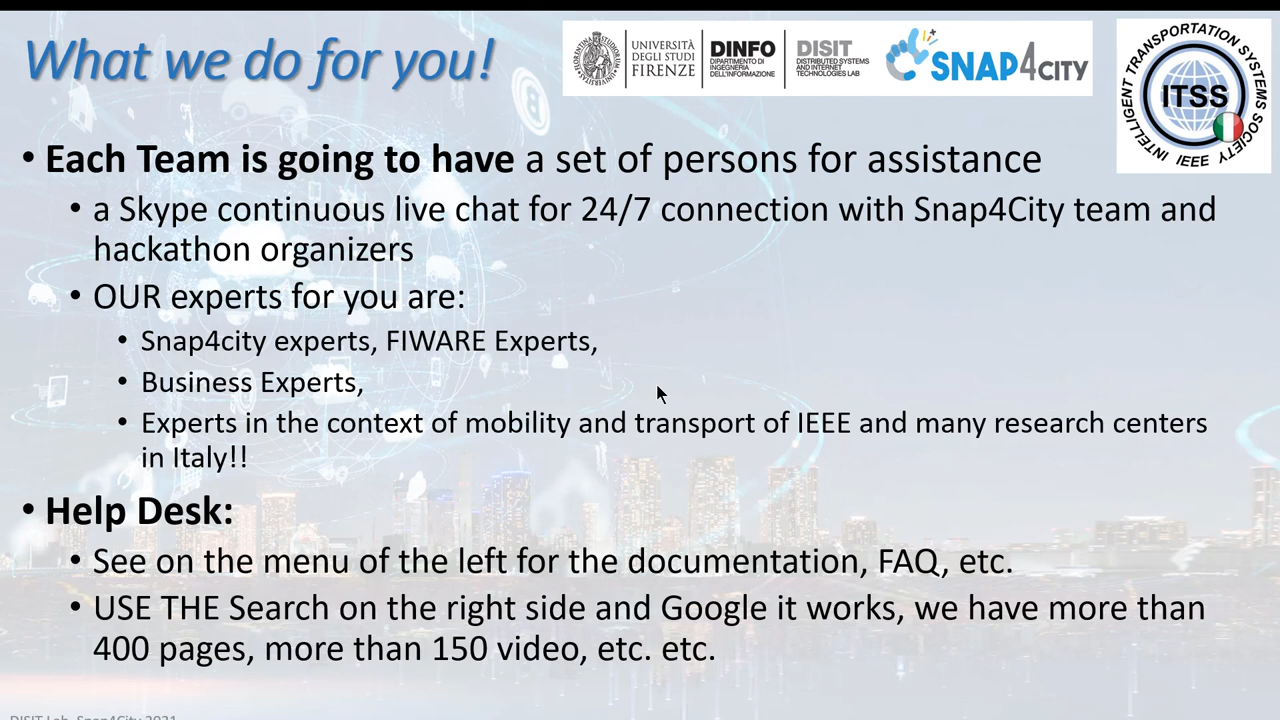 What we do for you!
UNIVERSITÀ
DEGLI STUDI
FIRENZE
DINFO
DIPARTIMENTO DI
INGEGNERIA
DELL'INFORMAZIONE
DISIT
DISTRIBUTED SYSTEMS
AND INTERNET
TECHNOLOGIES LAB
SNAP4CITY
INTELLIGENT TRANSPORTATION SYSTEMS SOCIETY
ITSS
IEEE
• Each Team is going to have a set of persons for assistance
• a Skype continuous live chat for 24/7 connection with Snap4City team and
hackathon organizers
• OUR experts for you are:
• Snap4city experts, FIWARE Experts,
• Business Experts,
• Experts in the context of mobility and transport of IEEE and many research centers
in Italy!!
• Help Desk:
• See on the menu of the left for the documentation, FAQ, etc.
• USE THE Search on the right side and Google it works, we have more than
400 pages, more than 150 video, etc. etc.
DISIT Lab, Snap4City 2021